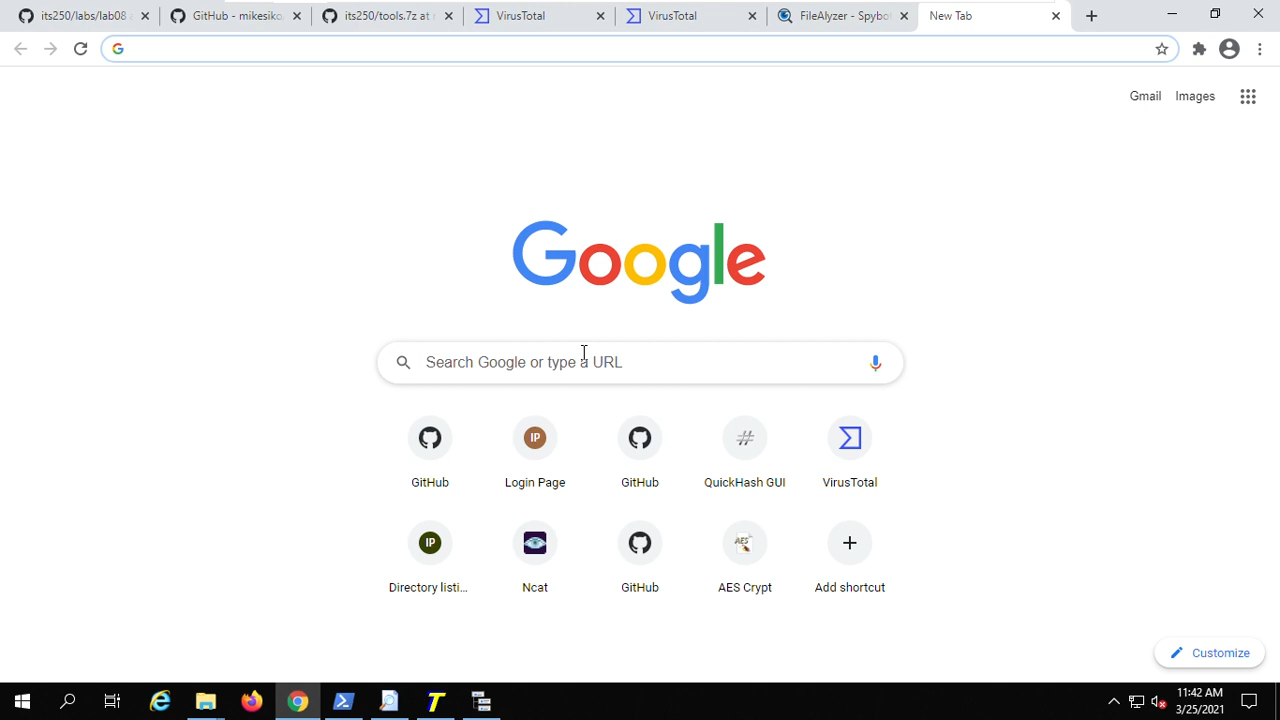 its250/labs/lab08
GitHub - mikesiko
its250/tools.7z at
VirusTotal
VirusTotal
FileAlyzer - Spybot
New Tab
Gmail
Images
Google
Search Google or type a URL
GitHub
IP
Login Page
GitHub
QuickHash GUI
VirusTotal
IP
Directory listi...
Ncat
GitHub
AES Crypt
Add shortcut
Customize
11:42 AM
3/25/2021